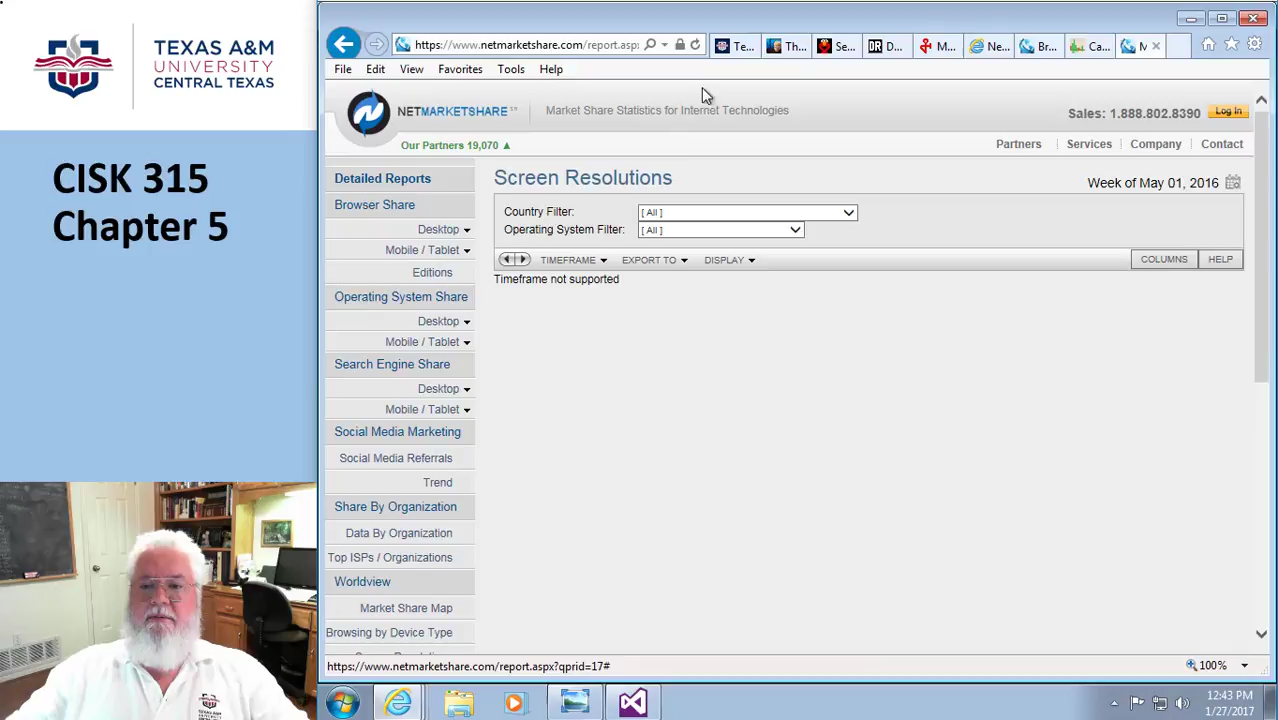 TEXAS A&M
UNIVERSITY
CENTRAL TEXAS
CISK 315
Chapter 5
https://www.netmarketshare.com/report.asp:
Te...
Th...
Se...
D...
M...
Ne...
Br...
Ca...
M
File Edit View Favorites Tools Help
NETMARKETSHARE
Market Share Statistics for Internet Technologies
Sales: 1.888.802.8390
Log In
Our Partners 19,070
Partners Services Company Contact
Detailed Reports
Browser Share
Desktop
Mobile / Tablet
Editions
Operating System Share
Desktop
Mobile / Tablet
Search Engine Share
Desktop
Mobile / Tablet
Social Media Marketing
Social Media Referrals
Trend
Share By Organization
Data By Organization
Top ISPs / Organizations
Worldview
Market Share Map
Browsing by Device Type
Screen Resolutions
Week of May 01, 2016
Country Filter: [ All ]
Operating System Filter: [ All ]
TIMEFRAME EXPORT TO DISPLAY
COLUMNS HELP
Timeframe not supported
https://www.netmarketshare.com/report.aspx?qprid=17#
100%
12:43 PM
1/27/2017